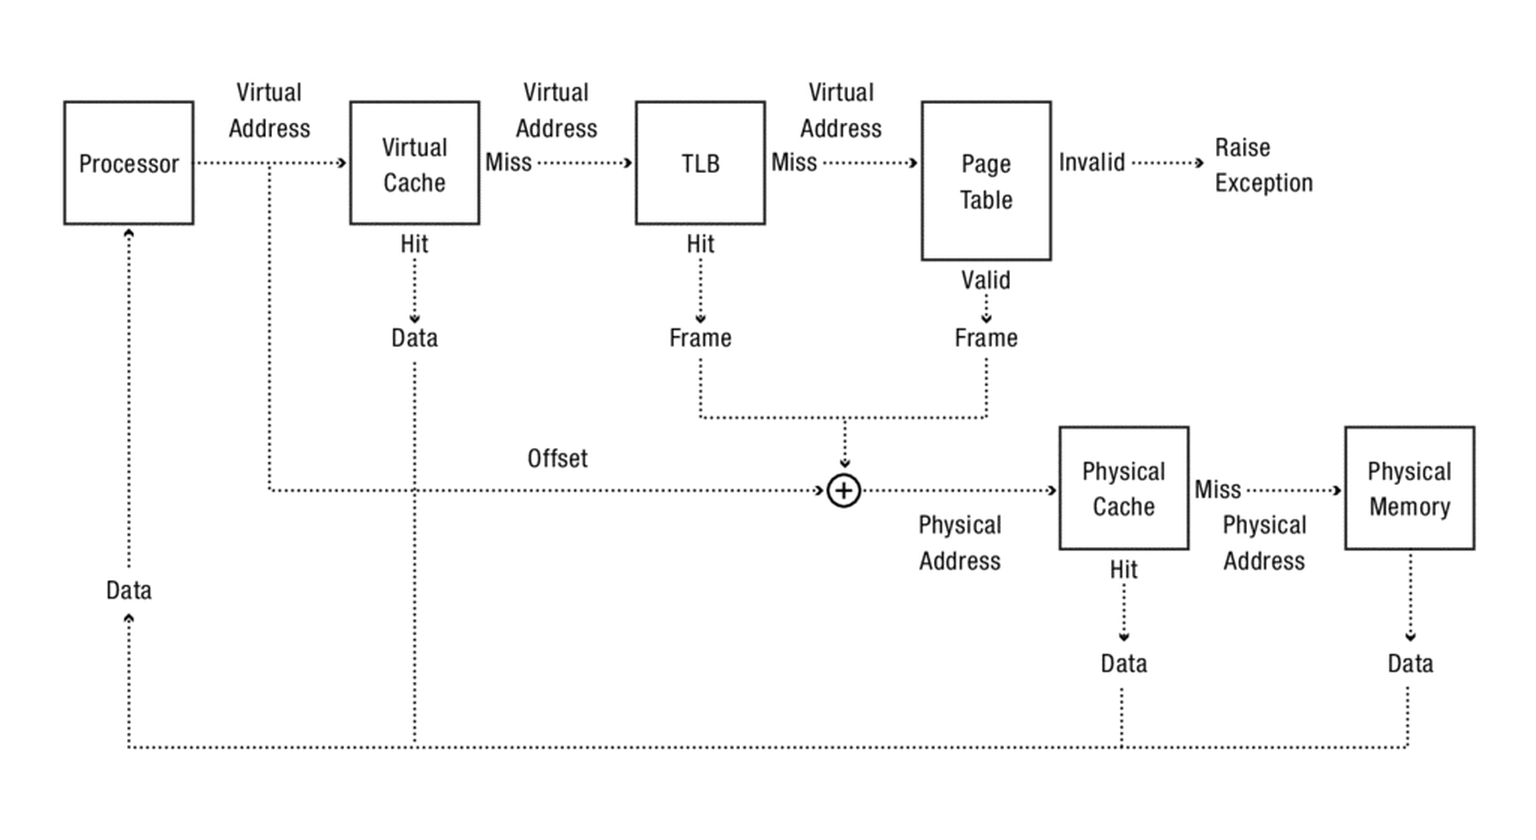 Virtual
Address
Virtual
Address
Virtual
Address
Processor
Virtual
Cache
Miss
TLB
Miss
Page
Table
Invalid
Raise
Exception
Hit
Hit
Valid
Data
Frame
Frame
Offset
+
Physical
Address
Physical
Cache
Miss
Physical
Address
Physical
Memory
Hit
Data
Data
Data